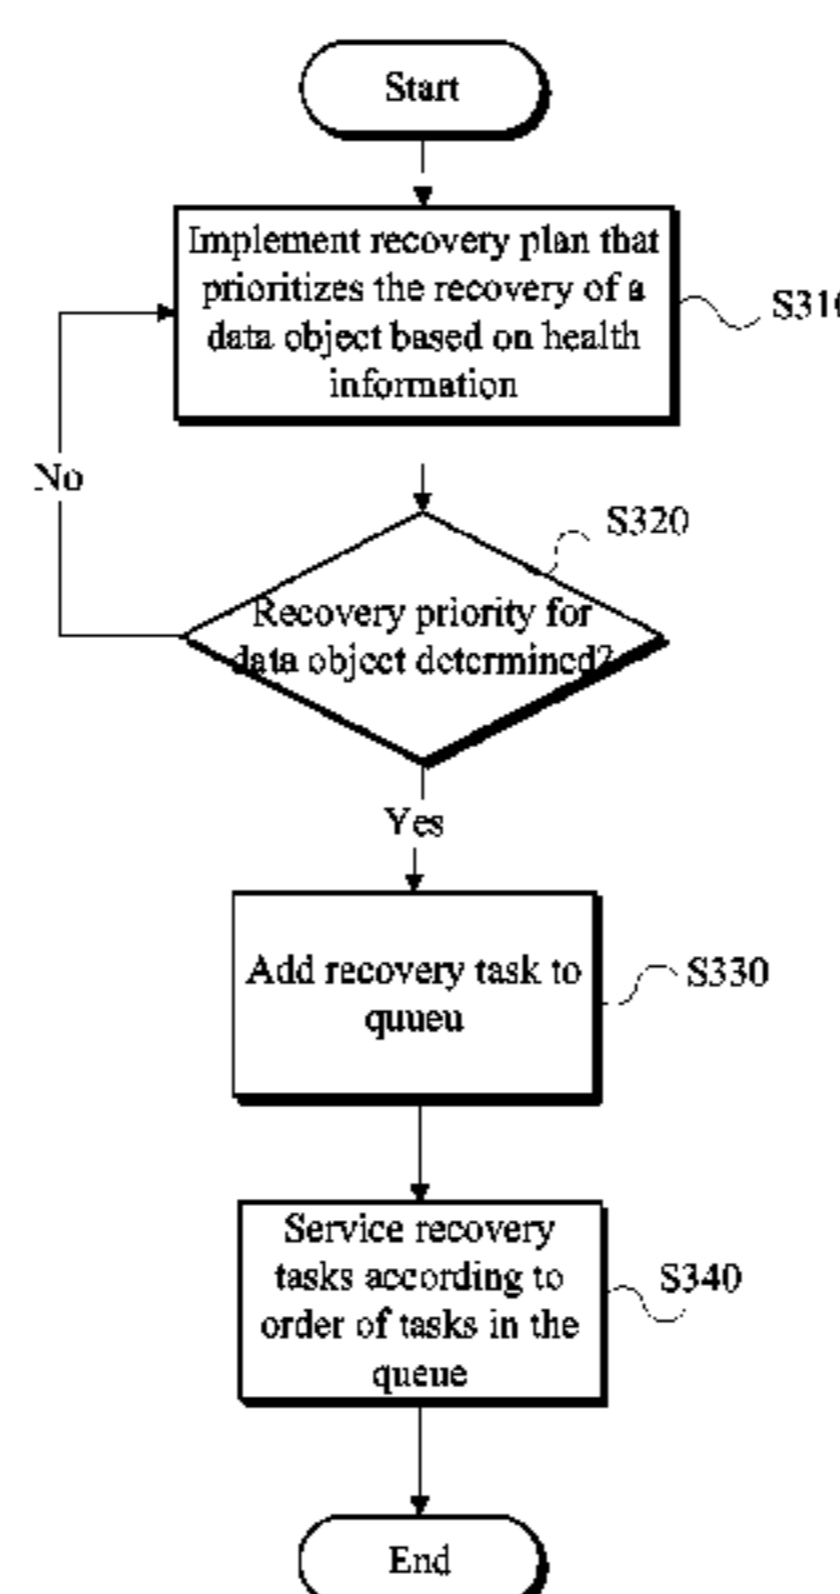 Start
Implement recovery plan that
prioritizes the recovery of a
data object based on health
information
S310
No
S320
Recovery priority for
data object determined?
Yes
Add recovery task to
quueu
S330
Service recovery
tasks according to
order of tasks in the
queue
S340
End